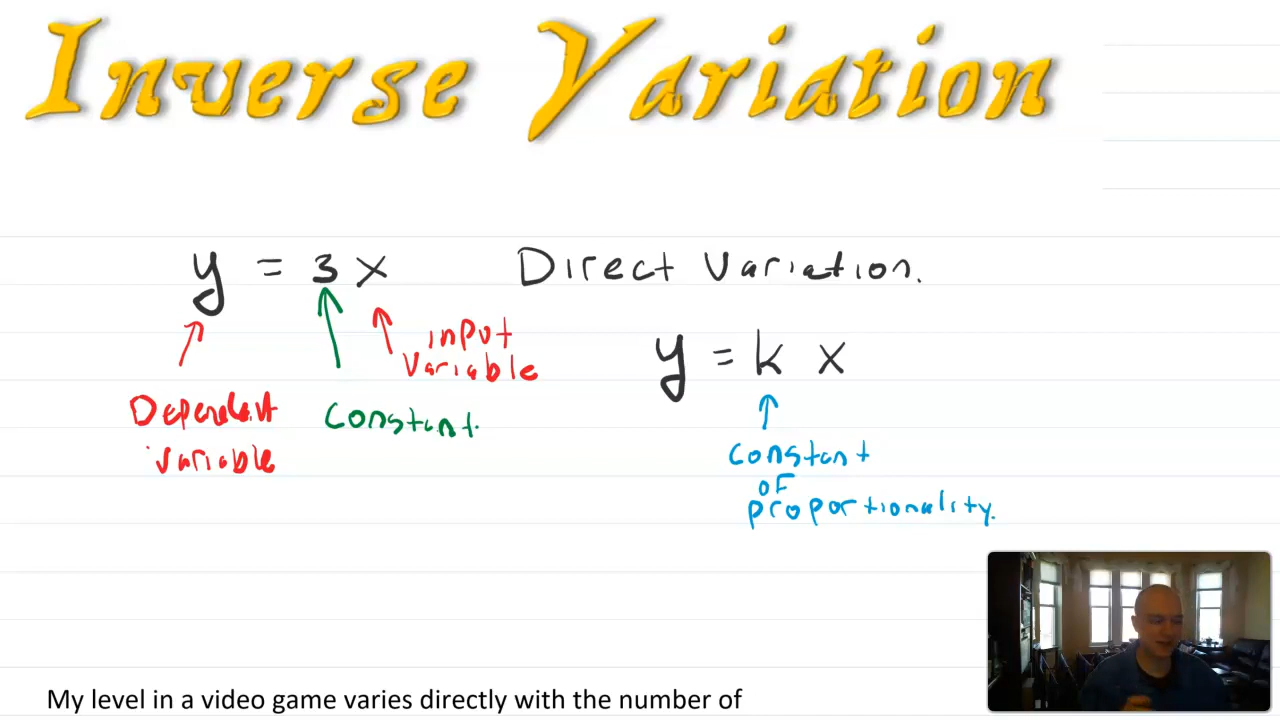 Inverse Variation
y = 3x Direct Variation.
input
variable
y = k x
Dependent
variable
constant.
constant
of
proportionality.
My level in a video game varies directly with the number of